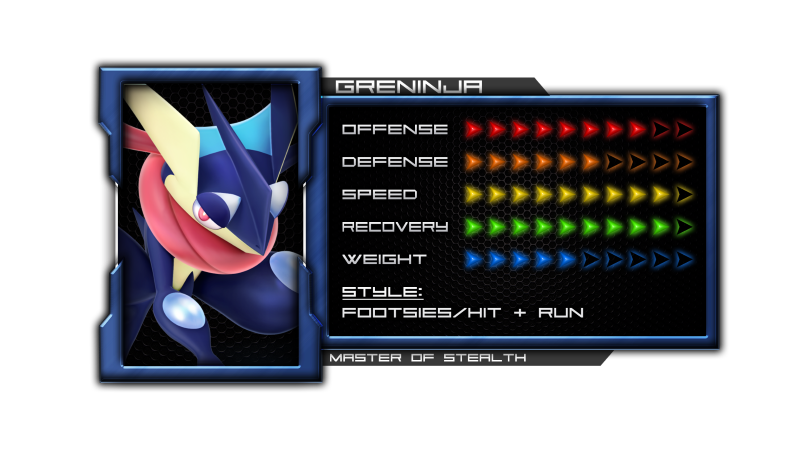 GRENINJA
OFFENSE
DEFENSE
SPEED
RECOVERY
WEIGHT
STYLE:
FOOTSIES/HIT + RUN
MASTER OF STEALTH